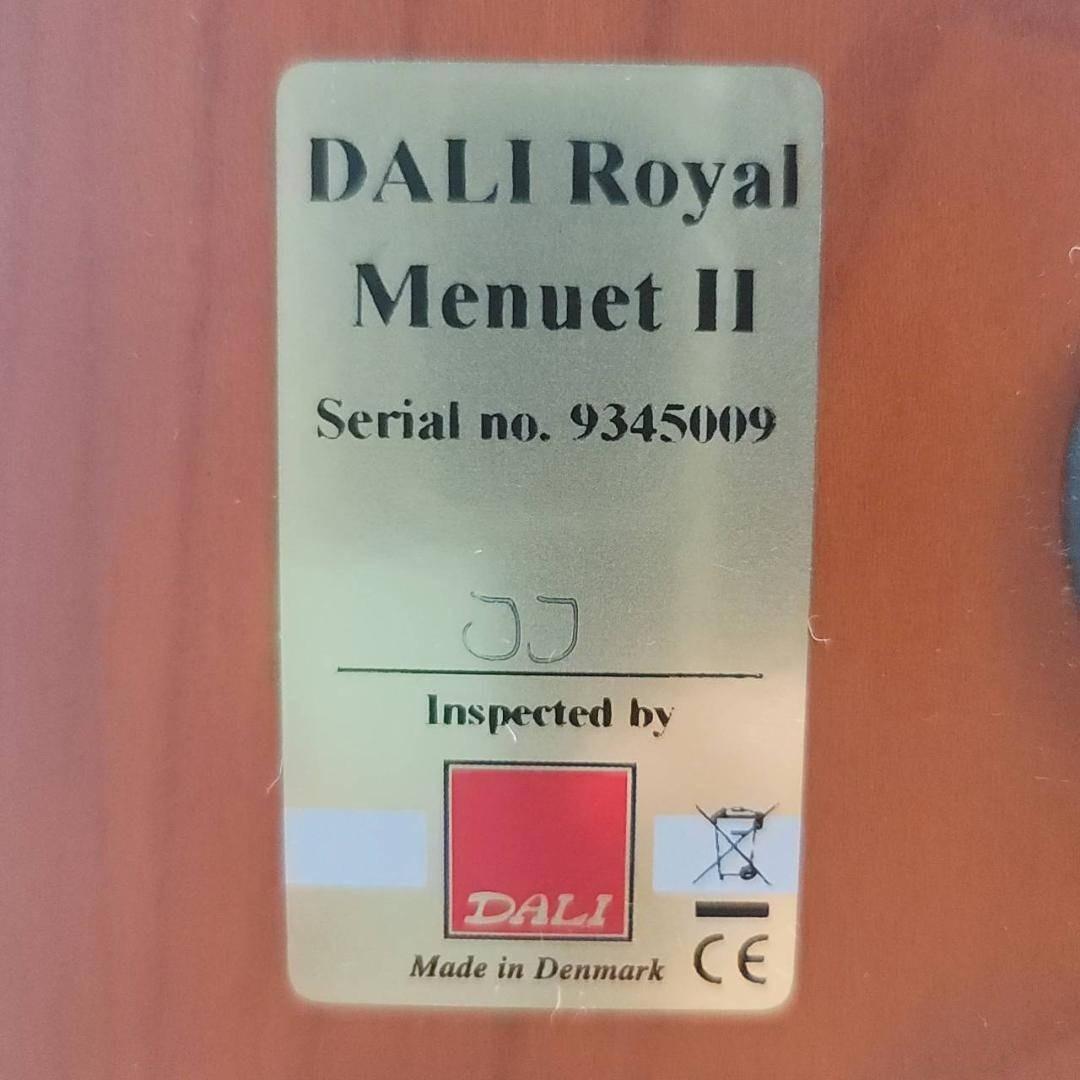 DALI Royal
Menuet II
Serial no. 9345009
JJ
Inspected by
DALI
Made in Denmark
CE